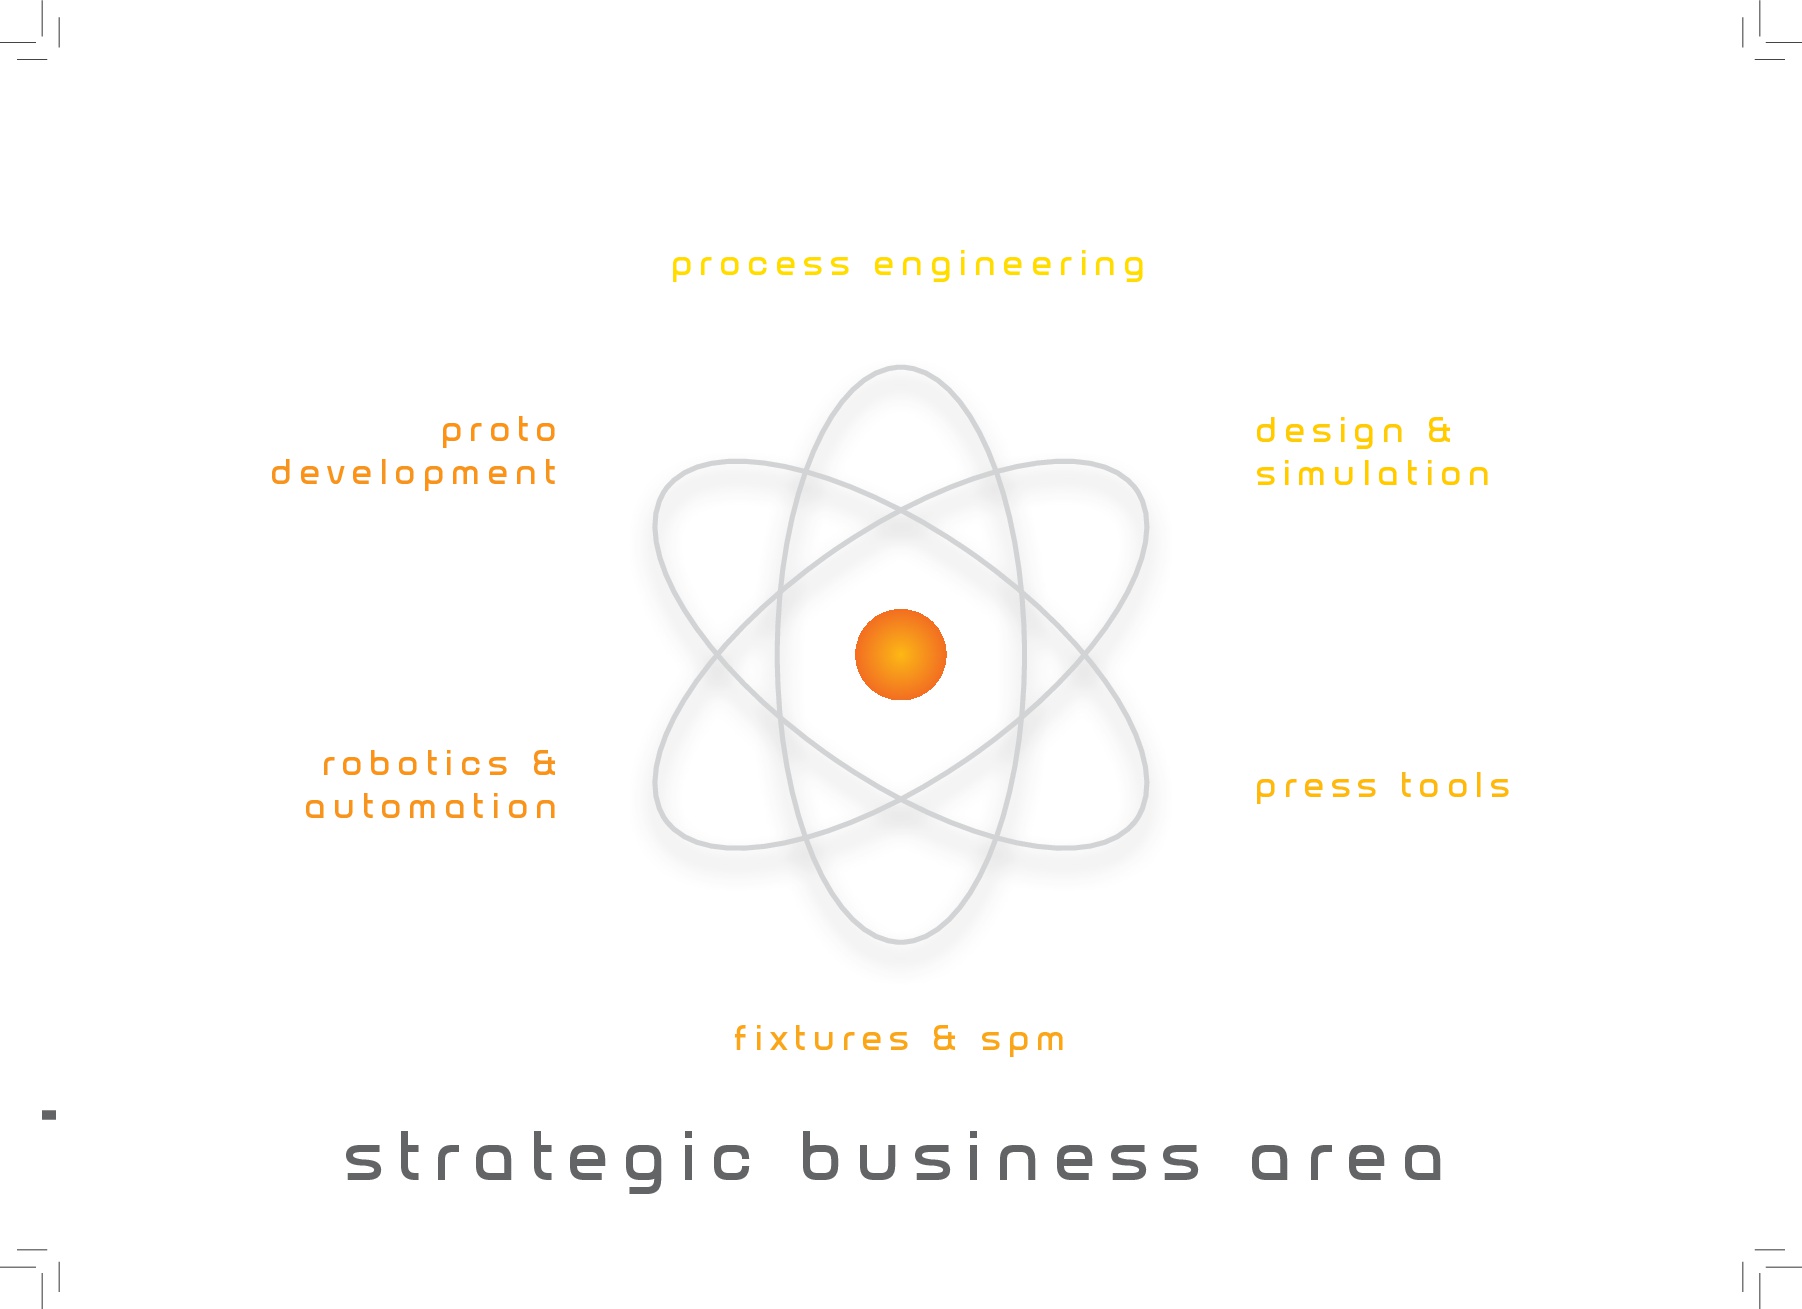 process engineering
proto
development
design &
simulation
robotics &
automation
press tools
fixtures & spm
strategic business area